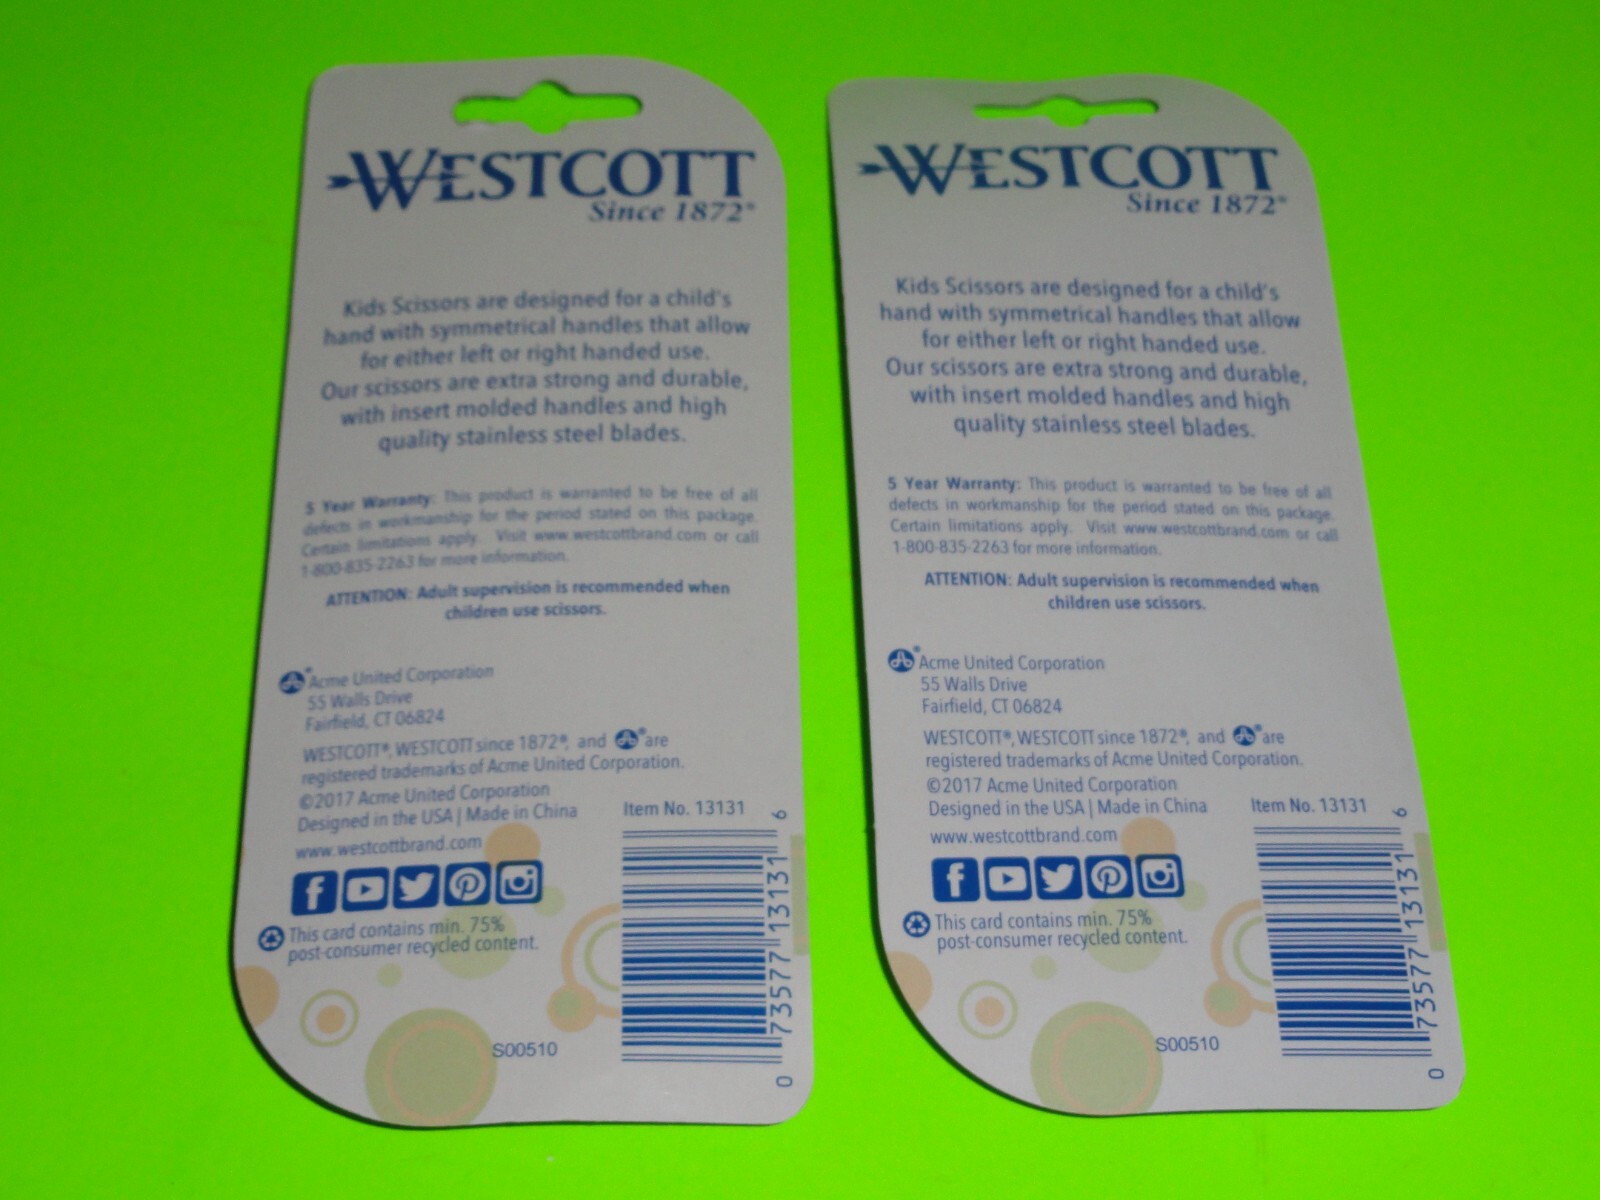 WESTCOTT
Since 1872®
Kids Scissors are designed for a child's
hand with symmetrical handles that allow
for either left or right handed use.
Our scissors are extra strong and durable,
with insert molded handles and high
quality stainless steel blades.
5 Year Warranty: This product is warranted to be free of all
defects in workmanship for the period stated on this package.
Certain limitations apply. Visit www.westcottbrand.com or call
1-800-835-2263 for more information.
ATTENTION: Adult supervision is recommended when
children use scissors.
® Acme United Corporation
55 Walls Drive
Fairfield, CT 06824
WESTCOTT®, WESTCOTT since 1872®, and ® are
registered trademarks of Acme United Corporation.
©2017 Acme United Corporation
Designed in the USA | Made in China
www.westcottbrand.com
This card contains min. 75%
post-consumer recycled content.
S00510
Item No. 13131
0 73577 13131 6
WESTCOTT
Since 1872®
Kids Scissors are designed for a child's
hand with symmetrical handles that allow
for either left or right handed use.
Our scissors are extra strong and durable,
with insert molded handles and high
quality stainless steel blades.
5 Year Warranty: This product is warranted to be free of all
defects in workmanship for the period stated on this package.
Certain limitations apply. Visit www.westcottbrand.com or call
1-800-835-2263 for more information.
ATTENTION: Adult supervision is recommended when
children use scissors.
® Acme United Corporation
55 Walls Drive
Fairfield, CT 06824
WESTCOTT®, WESTCOTT since 1872®, and ® are
registered trademarks of Acme United Corporation.
©2017 Acme United Corporation
Designed in the USA | Made in China
www.westcottbrand.com
This card contains min. 75%
post-consumer recycled content.
S00510
Item No. 13131
0 73577 13131 6